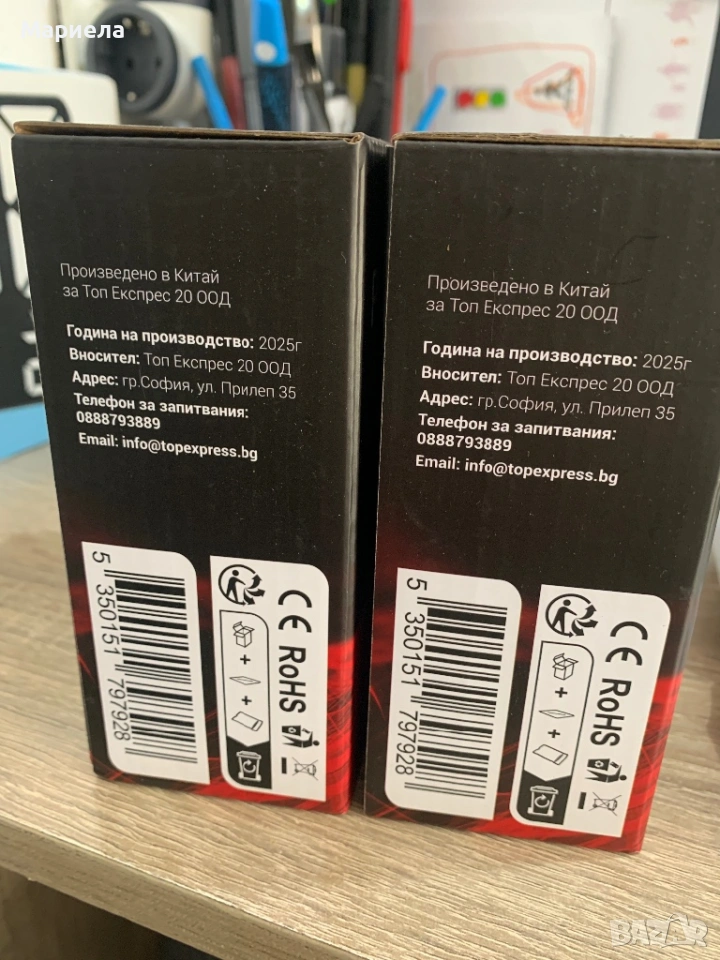 Мариела
Произведено в Китай
за Топ Експрес 20 ООД
Година на производство: 2025г
Вносител: Топ Експрес 20 ООД
Адрес: гр.София, ул. Прилеп 35
Телефон за запитвания:
0888793889
Email: info@topexpress.bg
5 350151 797928
CE RoHS
Произведено в Китай
за Топ Експрес 20 ООД
Година на производство: 2025г
Вносител: Топ Експрес 20 ООД
Адрес: гр.София, ул. Прилеп 35
Телефон за запитвания:
0888793889
Email: info@topexpress.bg
5 350151 797928
CE RoHS
BAZAR